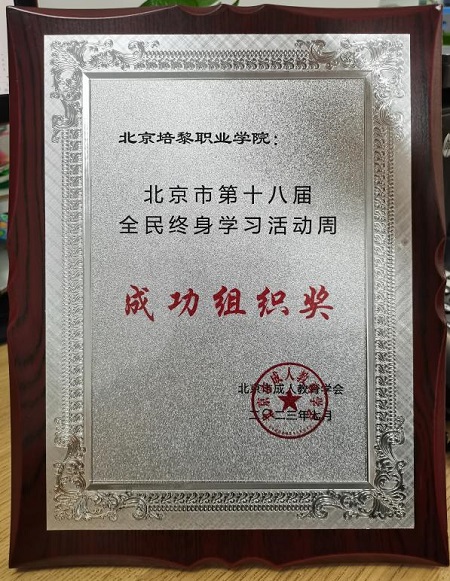 北京培黎职业学院：
北京市第十八届
全民终身学习活动周
成功组织奖
北京市成人教育学会
二〇二三年七月